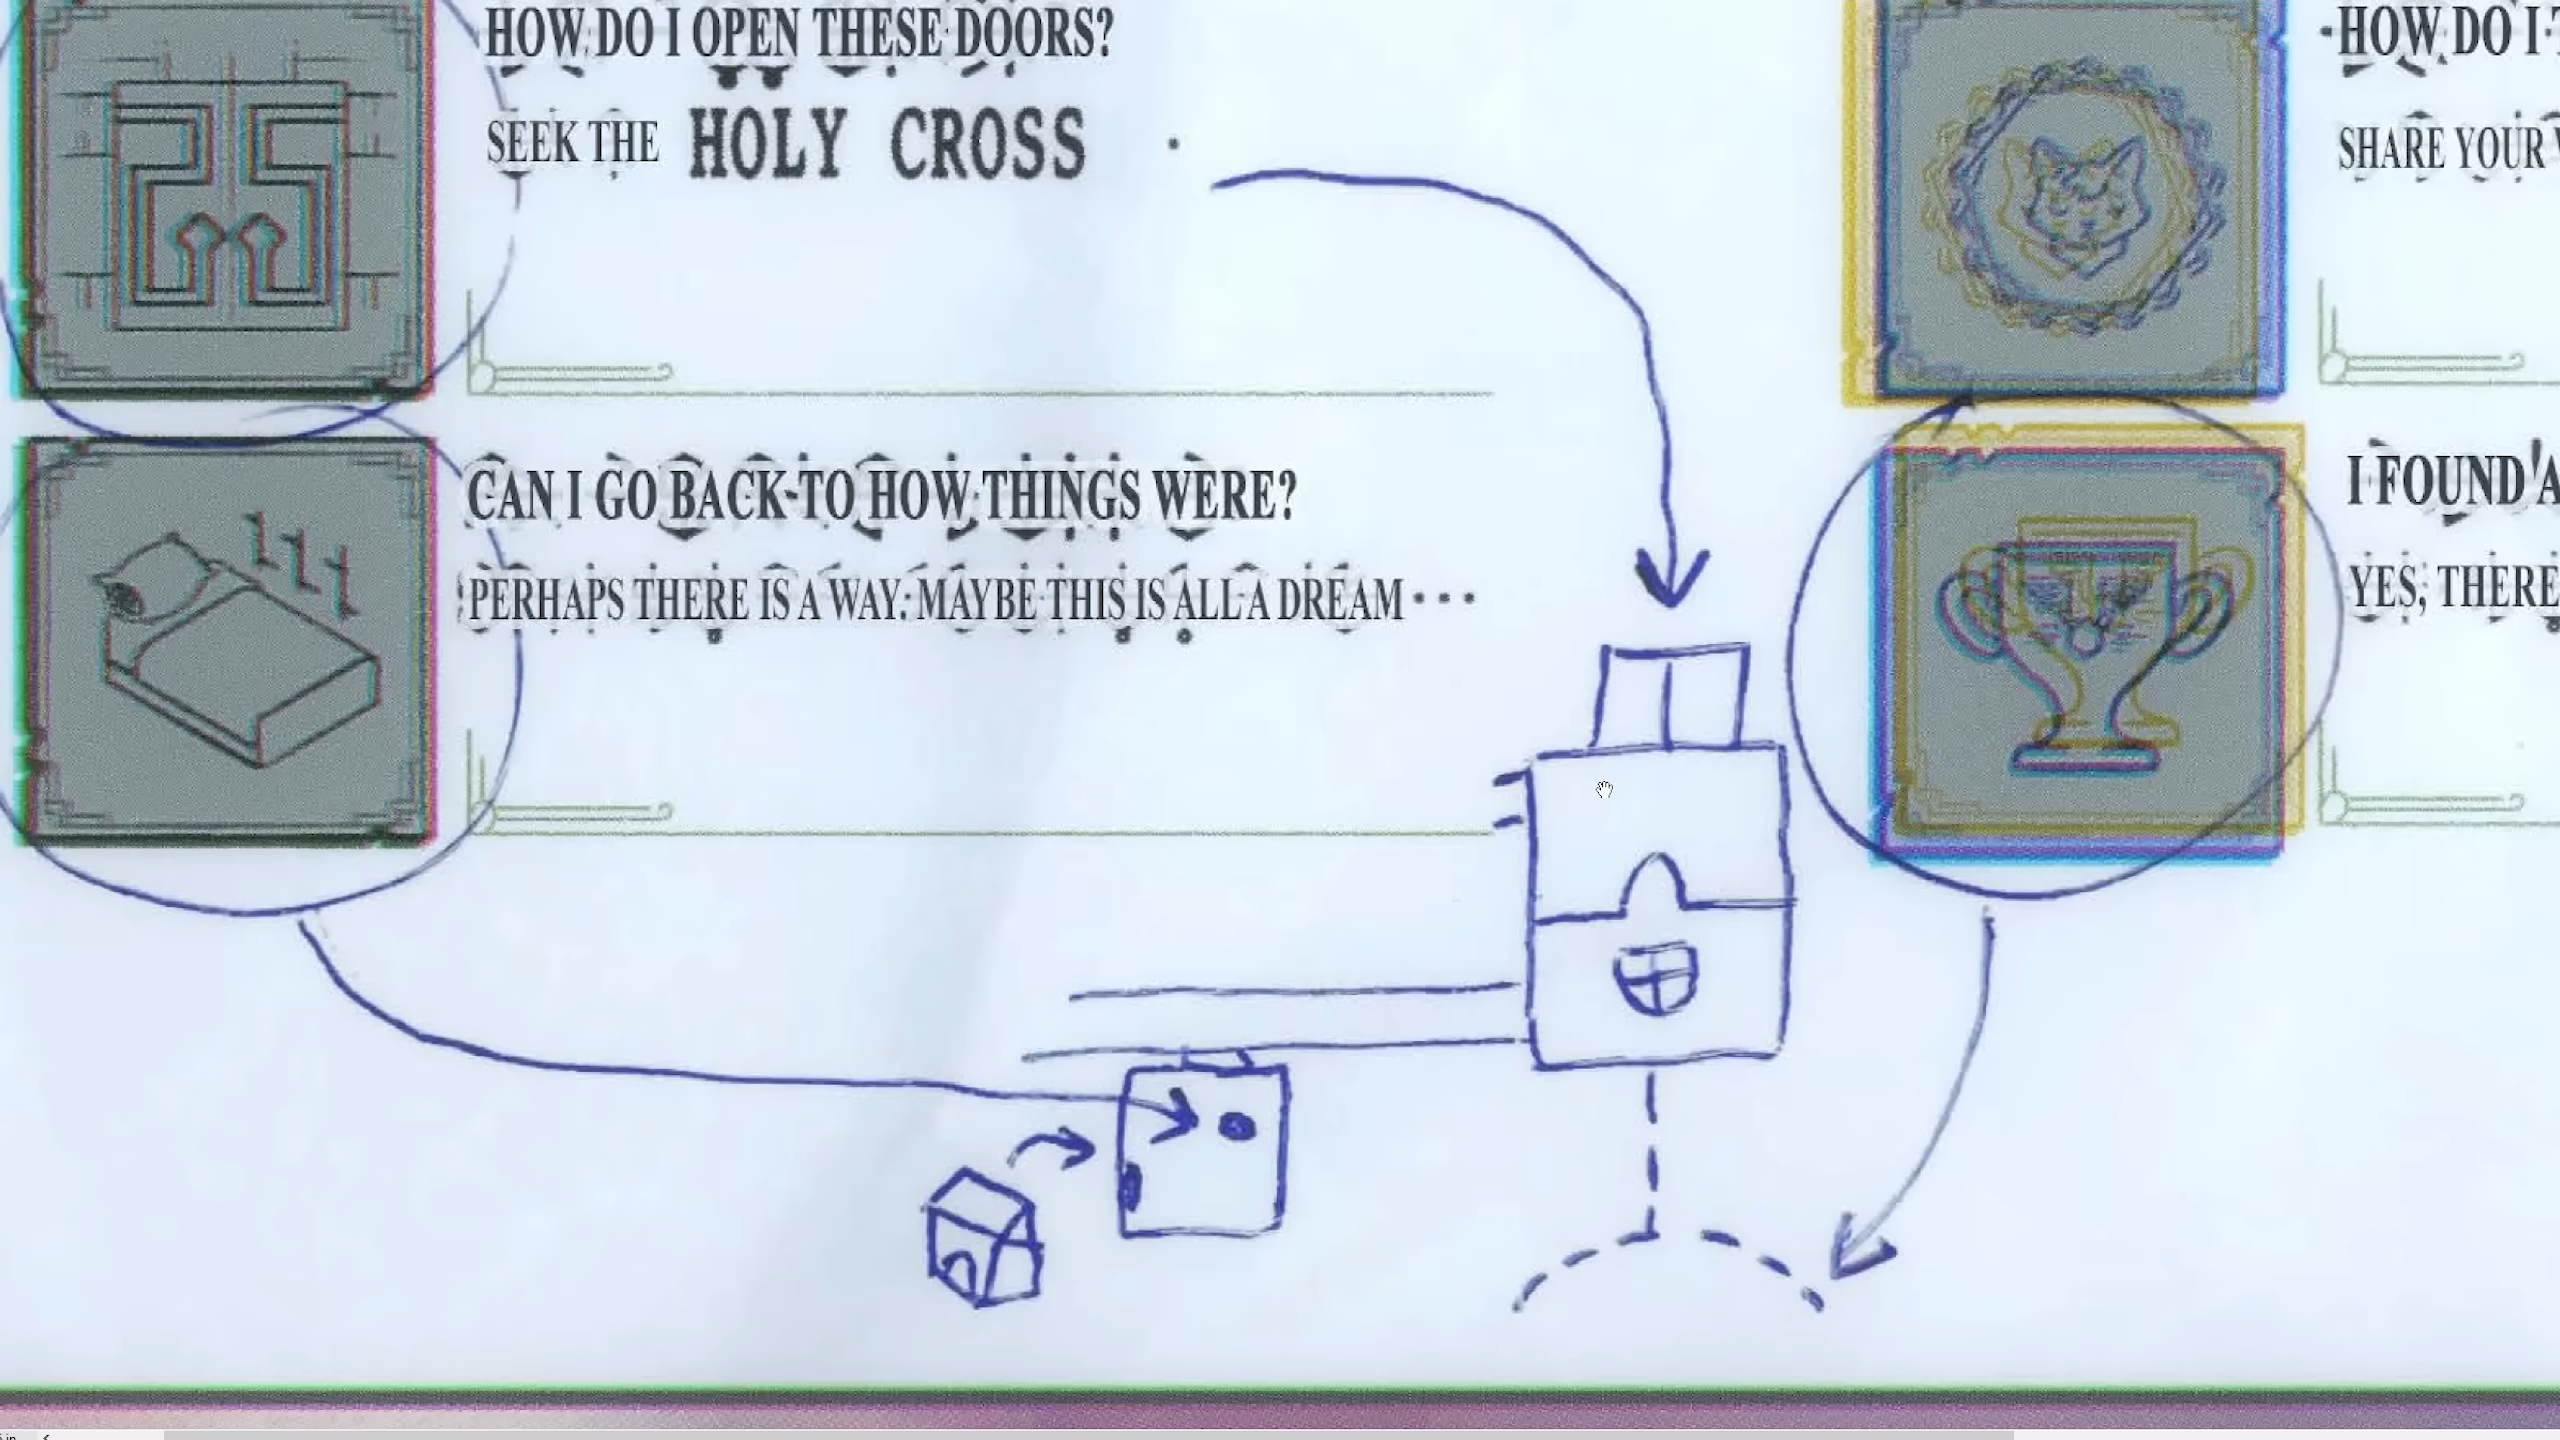 HOW DO I OPEN THESE DOORS?
SEEK THE HOLY CROSS .
CAN I GO BACK TO HOW THINGS WERE?
PERHAPS THERE IS A WAY. MAYBE THIS IS ALL A DREAM...
HOW DO I
SHARE YOUR
I FOUND A
YES, THERE